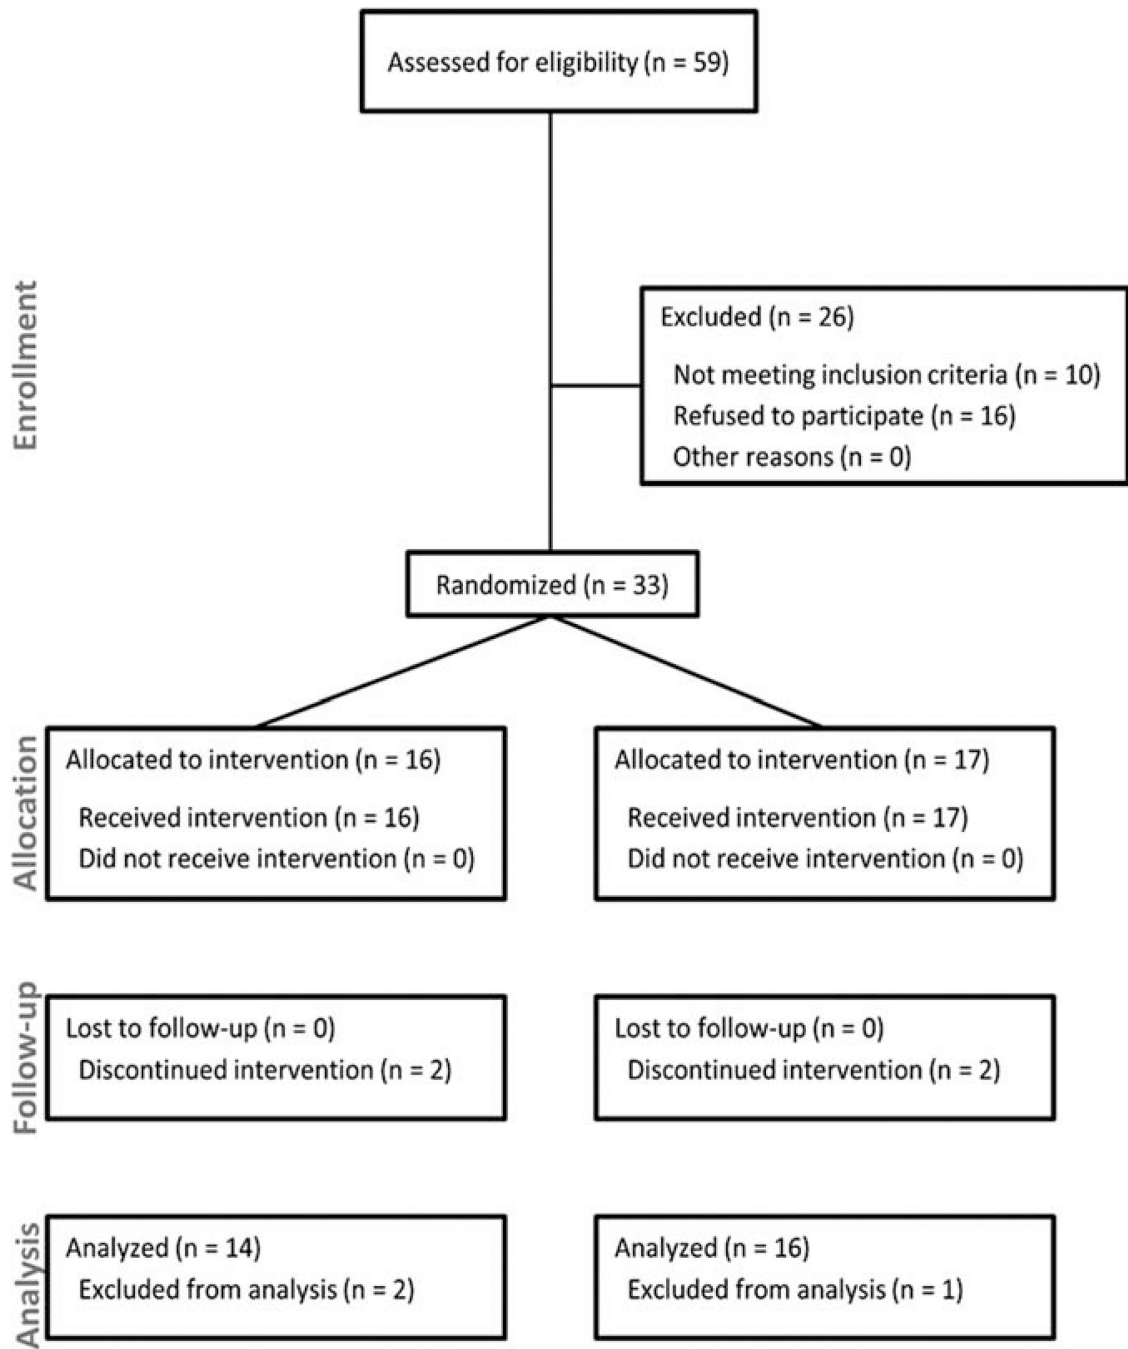 Assessed for eligibility (n = 59)
Enrollment
Excluded (n = 26)
Not meeting inclusion criteria (n = 10)
Refused to participate (n = 16)
Other reasons (n = 0)
Randomized (n = 33)
Allocation
Allocated to intervention (n = 16)
Received intervention (n = 16)
Did not receive intervention (n = 0)
Allocated to intervention (n = 17)
Received intervention (n = 17)
Did not receive intervention (n = 0)
Follow-up
Lost to follow-up (n = 0)
Discontinued intervention (n = 2)
Lost to follow-up (n = 0)
Discontinued intervention (n = 2)
Analysis
Analyzed (n = 14)
Excluded from analysis (n = 2)
Analyzed (n = 16)
Excluded from analysis (n = 1)